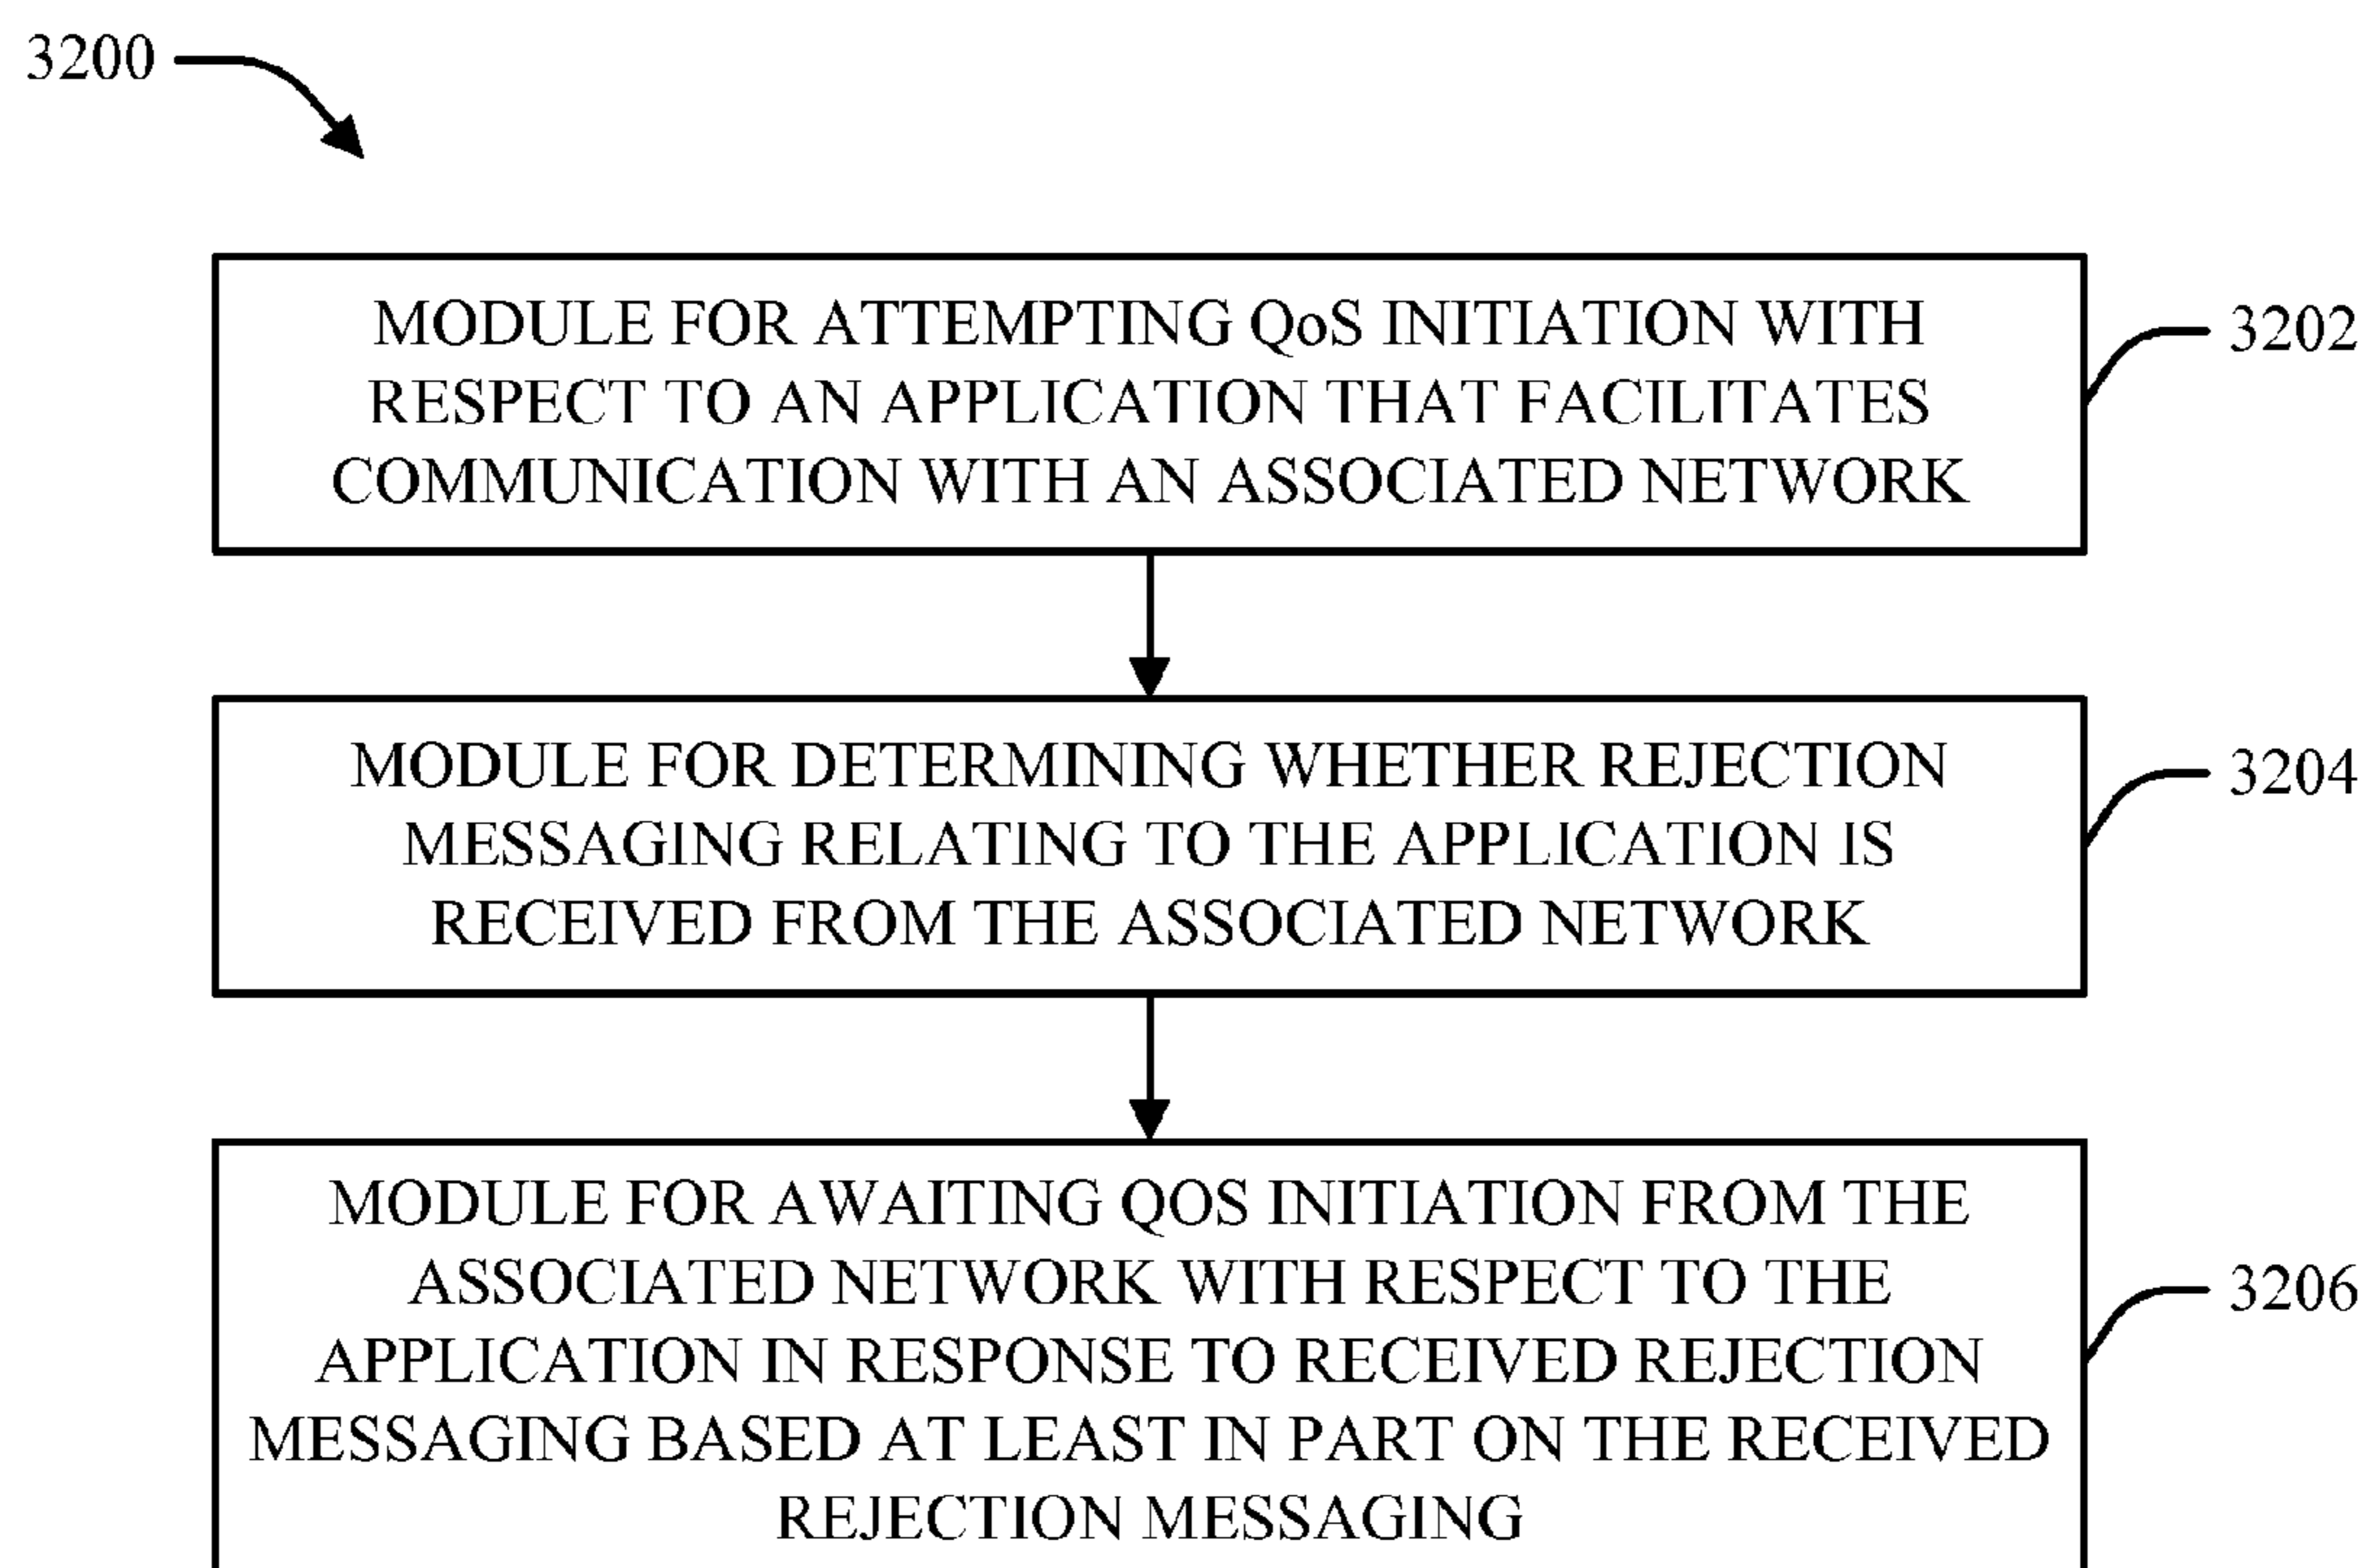 3200
MODULE FOR ATTEMPTING QoS INITIATION WITH
RESPECT TO AN APPLICATION THAT FACILITATES
COMMUNICATION WITH AN ASSOCIATED NETWORK
3202
MODULE FOR DETERMINING WHETHER REJECTION
MESSAGING RELATING TO THE APPLICATION IS
RECEIVED FROM THE ASSOCIATED NETWORK
3204
MODULE FOR AWAITING QOS INITIATION FROM THE
ASSOCIATED NETWORK WITH RESPECT TO THE
APPLICATION IN RESPONSE TO RECEIVED REJECTION
MESSAGING BASED AT LEAST IN PART ON THE RECEIVED
REJECTION MESSAGING
3206